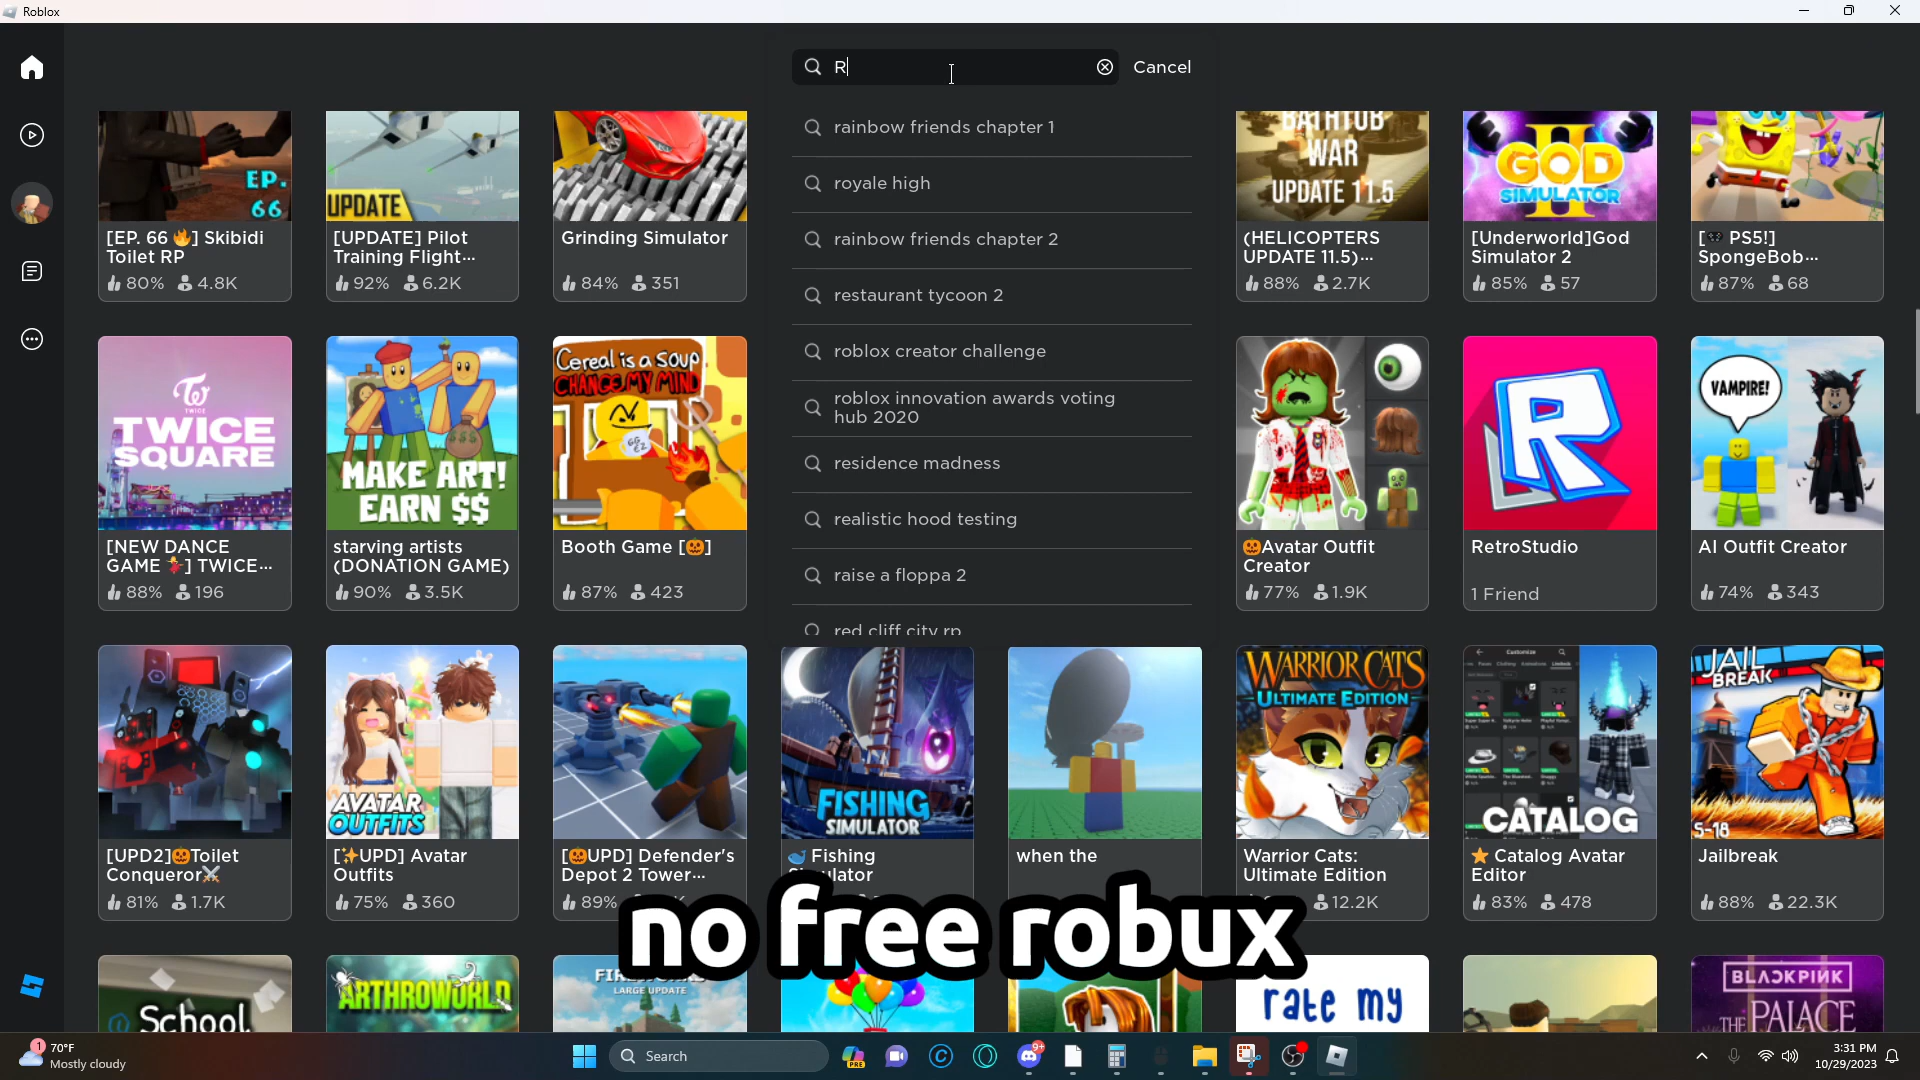 Roblox
R
Cancel
EP.
66
UPDATE
BATHTUB
WAR
UPDATE 11.5
GOD
SIMULATOR
[EP. 66 🔥] Skibidi
Toilet RP
80% 4.8K
[UPDATE] Pilot
Training Flight...
92% 6.2K
Grinding Simulator
84% 351
rainbow friends chapter 1
royale high
rainbow friends chapter 2
restaurant tycoon 2
roblox creator challenge
roblox innovation awards voting
hub 2020
residence madness
realistic hood testing
raise a floppa 2
red cliff city rp
(HELICOPTERS
UPDATE 11.5)...
88% 2.7K
[Underworld]God
Simulator 2
85% 57
[🎮 PS5!]
SpongeBob...
87% 68
TWICE
TWICE
SQUARE
MAKE ART!
EARN $$
Cereal is a soup
CHANGE MY MIND
VAMPIRE!
[NEW DANCE
GAME 💃] TWICE...
88% 196
starving artists
(DONATION GAME)
90% 3.5K
Booth Game [🎃]
87% 423
🎃Avatar Outfit
Creator
77% 1.9K
RetroStudio
1 Friend
AI Outfit Creator
74% 343
AVATAR
OUTFITS
FISHING
SIMULATOR
WARRIOR CATS
ULTIMATE EDITION
Customize
CATALOG
JAIL
BREAK
5-18
[UPD2]🎃Toilet
Conqueror⚔️
81% 1.7K
[✨UPD] Avatar
Outfits
75% 360
[🎃UPD] Defender's
Depot 2 Tower...
89%
🐳 Fishing
when the
Warrior Cats:
Ultimate Edition
12.2K
⭐ Catalog Avatar
Editor
83% 478
Jailbreak
88% 22.3K
no free robux
School
ARTHROWORLD
LARGE UPDATE
rate my
BLACKPINK
THE PALACE
1
70°F
Mostly cloudy
Search
PRE
9+
3:31 PM
10/29/2023